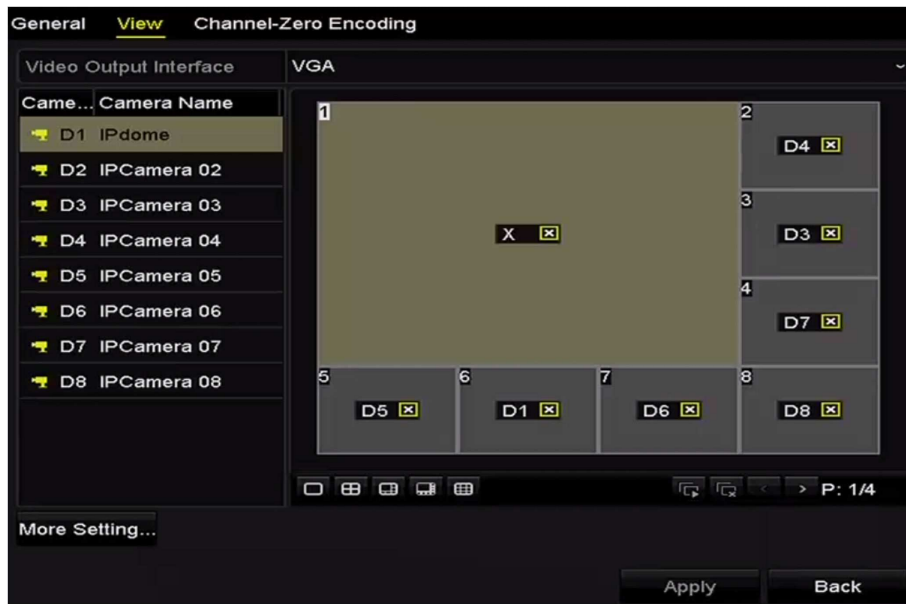 General View Channel-Zero Encoding
Video Output Interface VGA
Came... Camera Name
D1 IPdome
D2 IPCamera 02
D3 IPCamera 03
D4 IPCamera 04
D5 IPCamera 05
D6 IPCamera 06
D7 IPCamera 07
D8 IPCamera 08
1
X
2
D4
3
D3
4
D7
5
D5
6
D1
7
D6
8
D8
P: 1/4
More Setting...
Apply Back